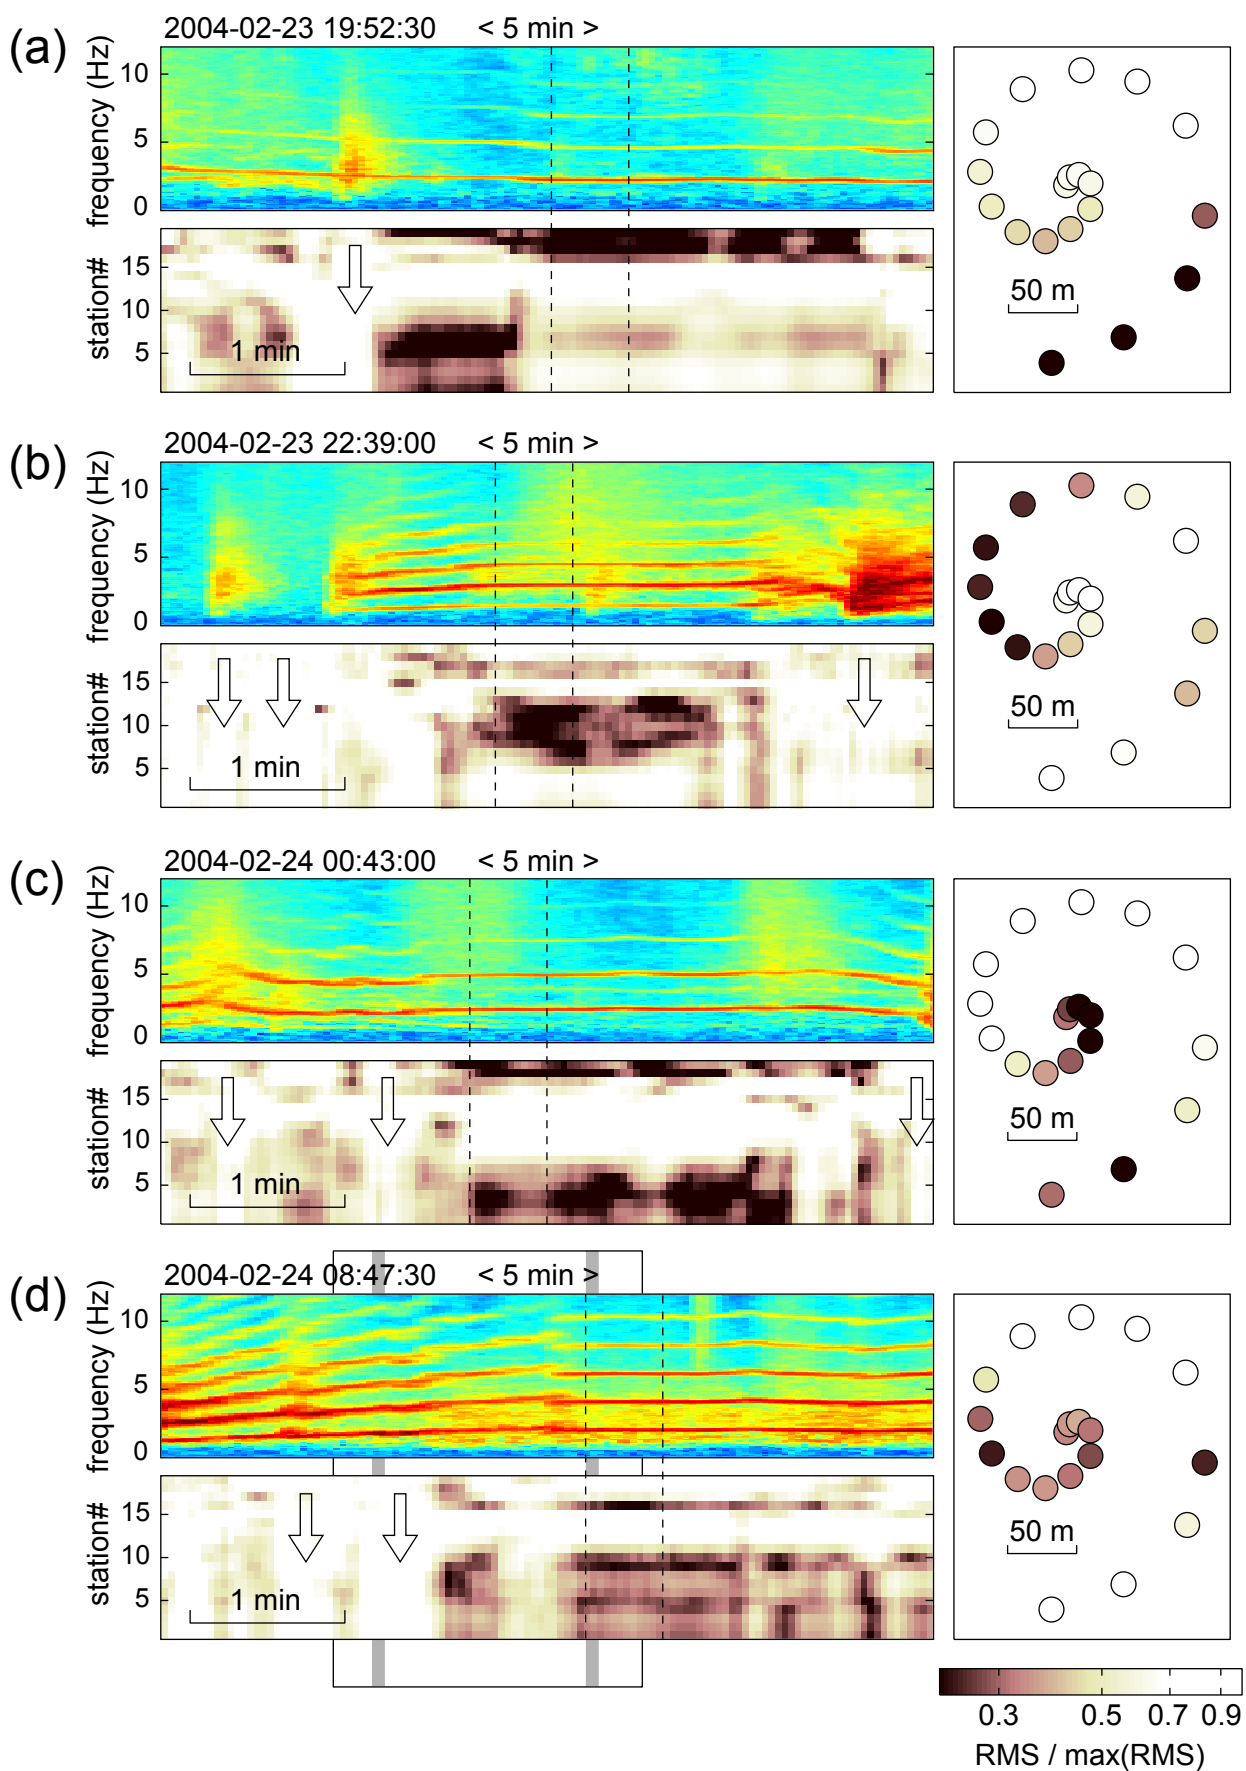 (a)
2004-02-23 19:52:30 < 5 min >
frequency (Hz)
10
5
0
station#
15
10
5
1 min
50 m
(b)
2004-02-23 22:39:00 < 5 min >
frequency (Hz)
10
5
0
station#
15
10
5
1 min
50 m
(c)
2004-02-24 00:43:00 < 5 min >
frequency (Hz)
10
5
0
station#
15
10
5
1 min
50 m
(d)
2004-02-24 08:47:30 < 5 min >
frequency (Hz)
10
5
0
station#
15
10
5
1 min
50 m
0.3 0.5 0.7 0.9
RMS / max(RMS)